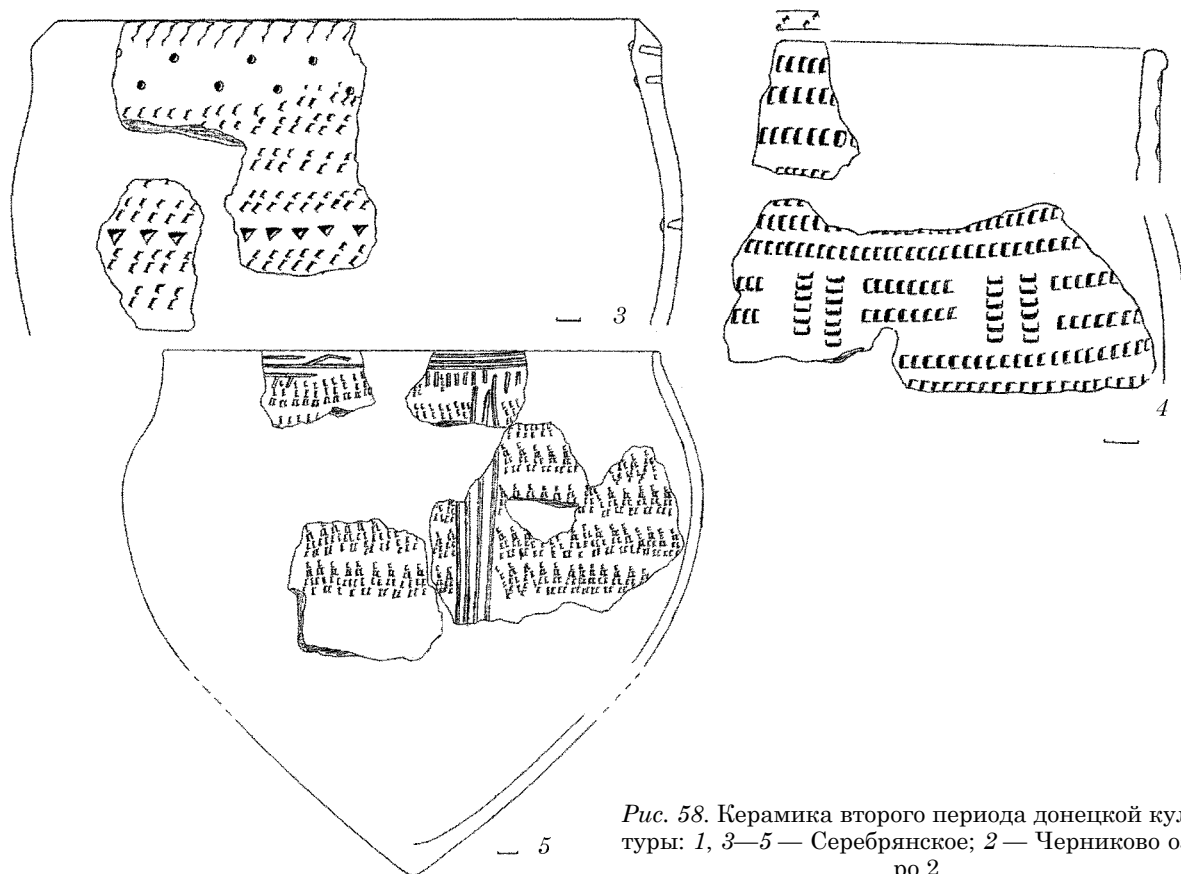 3
4
5
Рис. 58. Керамика второго периода донецкой кул
туры: 1, 3—5 — Серебрянское; 2 — Черниково оз
ро 2